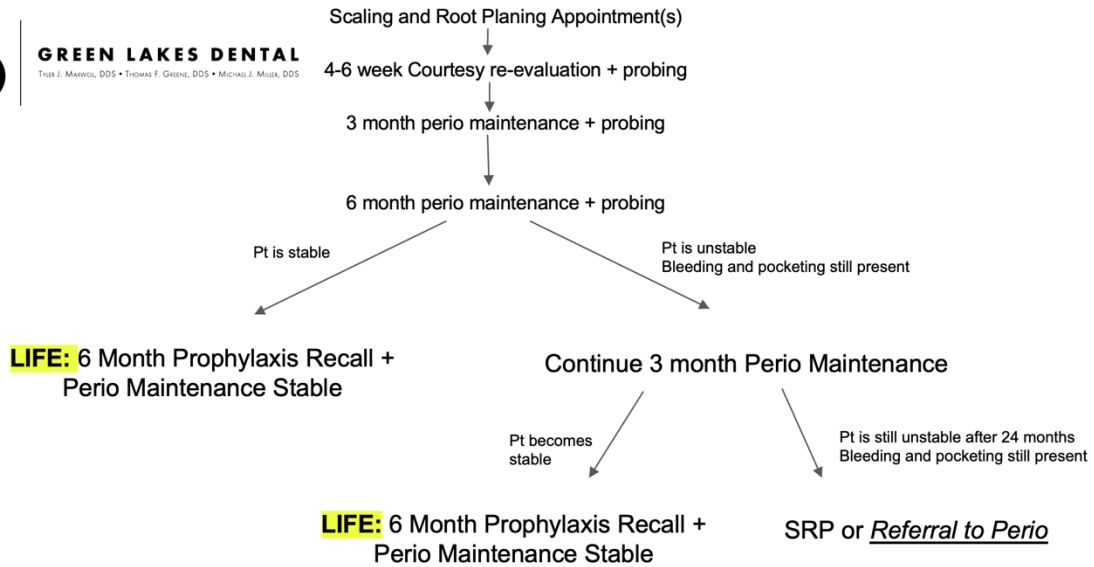 Scaling and Root Planing Appointment(s)
GREEN LAKES DENTAL
TYLER J. MAXWELL, DDS • THOMAS F. GREENE, DDS • MICHAEL J. MILLER, DDS
4-6 week Courtesy re-evaluation + probing
3 month perio maintenance + probing
6 month perio maintenance + probing
Pt is stable
Pt is unstable
Bleeding and pocketing still present
LIFE: 6 Month Prophylaxis Recall +
Perio Maintenance Stable
Continue 3 month Perio Maintenance
Pt becomes
stable
Pt is still unstable after 24 months
Bleeding and pocketing still present
LIFE: 6 Month Prophylaxis Recall +
Perio Maintenance Stable
SRP or Referral to Perio